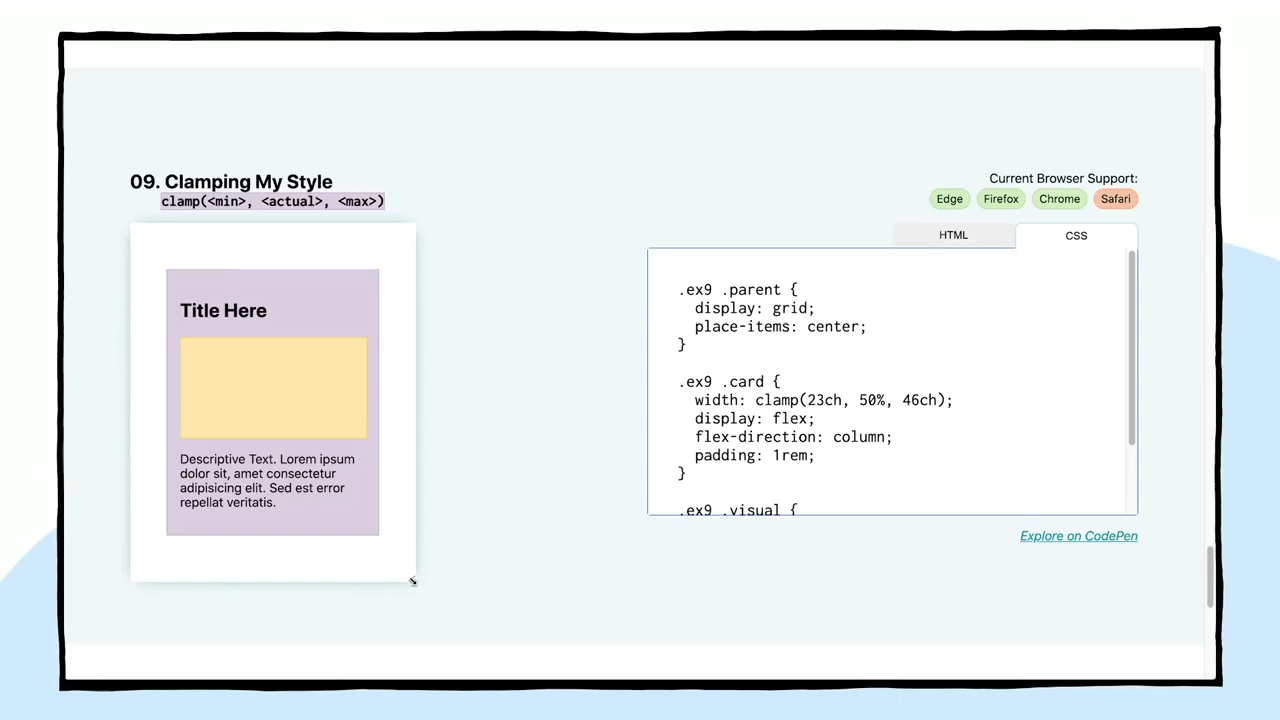 09. Clamping My Style
clamp(<min>, <actual>, <max>)
Title Here
Descriptive Text. Lorem ipsum
dolor sit, amet consectetur
adipisicing elit. Sed est error
repellat veritatis.
Current Browser Support:
Edge Firefox Chrome Safari
HTML CSS
.ex9 .parent {
display: grid;
place-items: center;
}
.ex9 .card {
width: clamp(23ch, 50%, 46ch);
display: flex;
flex-direction: column;
padding: 1rem;
}
.ex9 .visual {
Explore on CodePen